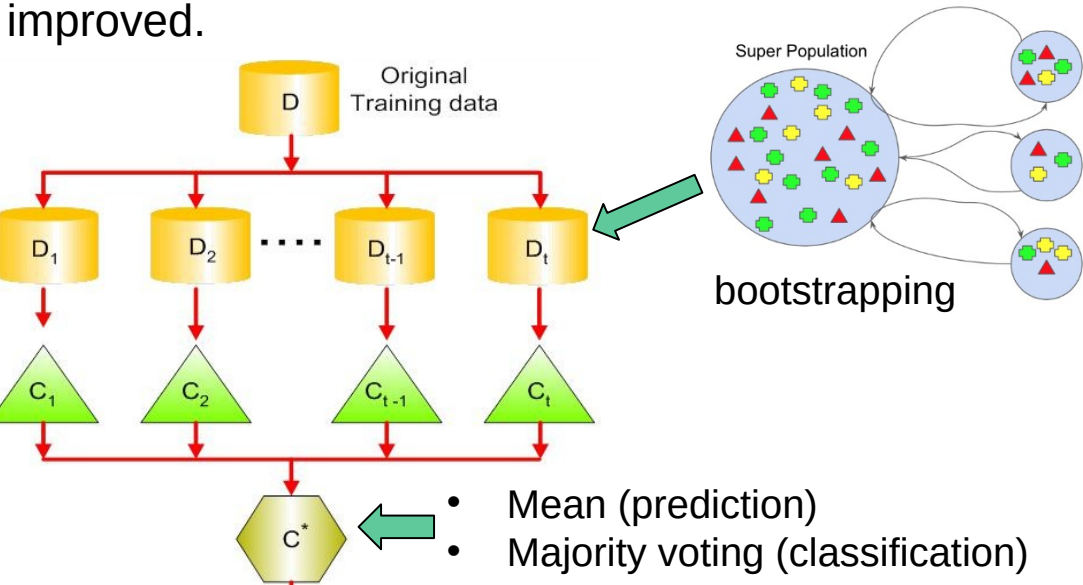 improved.
Super Population
Original
Training data
D
D1
D2
....
Dt-1
Dt
bootstrapping
C1
C2
Ct -1
Ct
C*
• Mean (prediction)
• Majority voting (classification)